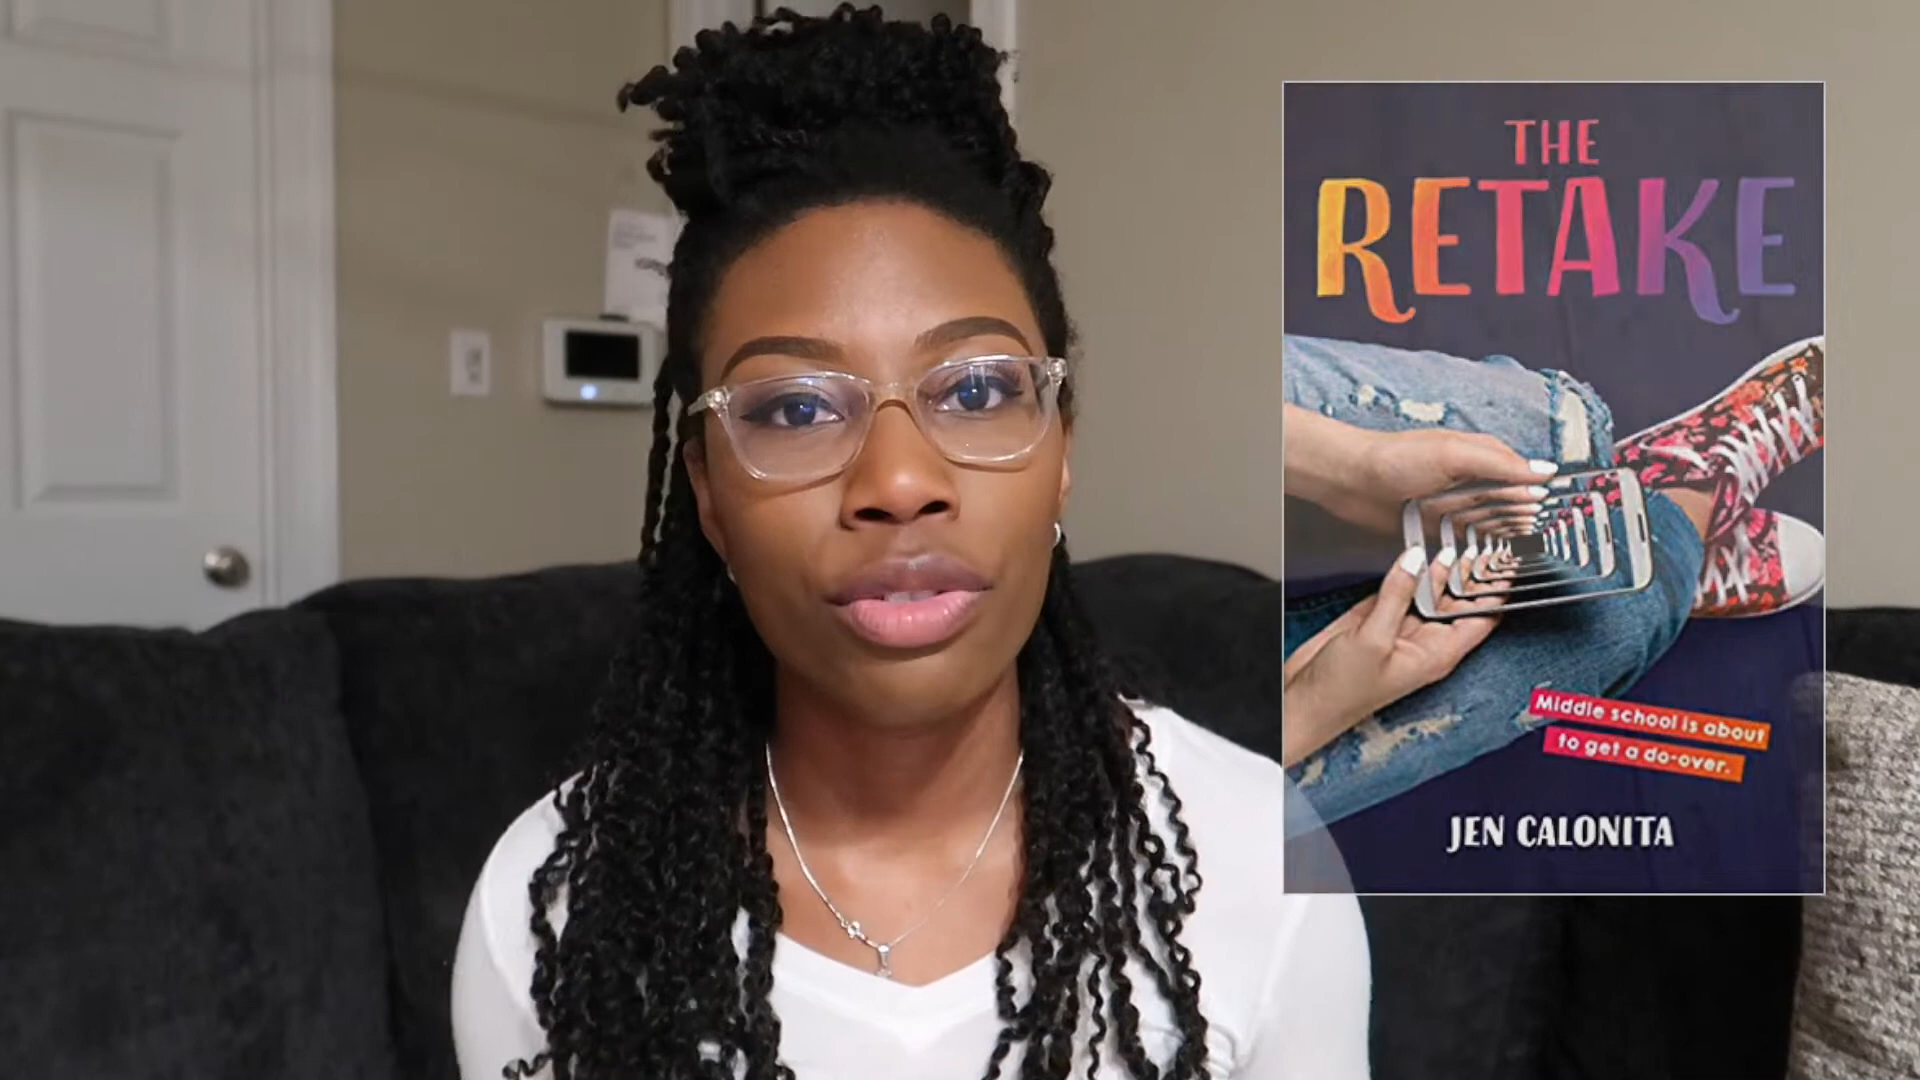 THE
RETAKE
Middle school is about
to get a do-over.
JEN CALONITA